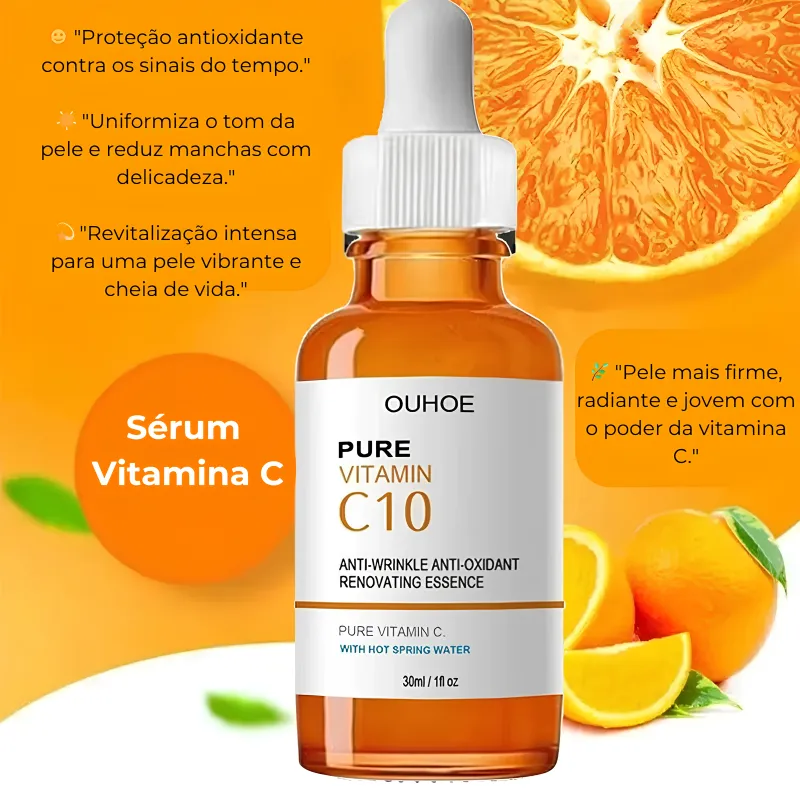 "Proteção antioxidante
contra os sinais do tempo."
"Uniformiza o tom da
pele e reduz manchas com
delicadeza."
"Revitalização intensa
para uma pele vibrante e
cheia de vida."
"Pele mais firme,
radiante e jovem com
o poder da vitamina
C."
Sérum
Vitamina C
OUHOE
PURE
VITAMIN
C10
ANTI-WRINKLE ANTI-OXIDANT
RENOVATING ESSENCE
PURE VITAMIN C.
WITH HOT SPRING WATER
30ml / 1fl oz